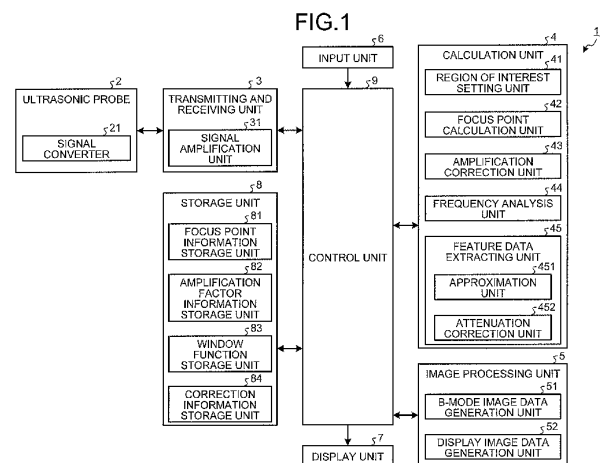 FIG.1
1
6
INPUT UNIT
2
ULTRASONIC PROBE
21
SIGNAL
CONVERTER
3
TRANSMITTING AND
RECEIVING UNIT
31
SIGNAL
AMPLIFICATION
UNIT
8
STORAGE UNIT
81
FOCUS POINT
INFORMATION
STORAGE UNIT
82
AMPLIFICATION
FACTOR
INFORMATION
STORAGE UNIT
83
WINDOW
FUNCTION
STORAGE UNIT
84
CORRECTION
INFORMATION
STORAGE UNIT
9
CONTROL UNIT
7
DISPLAY UNIT
4
CALCULATION UNIT
41
REGION OF INTEREST
SETTING UNIT
42
FOCUS POINT
CALCULATION UNIT
43
AMPLIFICATION
CORRECTION UNIT
44
FREQUENCY ANALYSIS
UNIT
45
FEATURE DATA
EXTRACTING UNIT
451
APPROXIMATION
UNIT
452
ATTENUATION
CORRECTION UNIT
5
IMAGE PROCESSING UNIT
51
B-MODE IMAGE DATA
GENERATION UNIT
52
DISPLAY IMAGE DATA
GENERATION UNIT